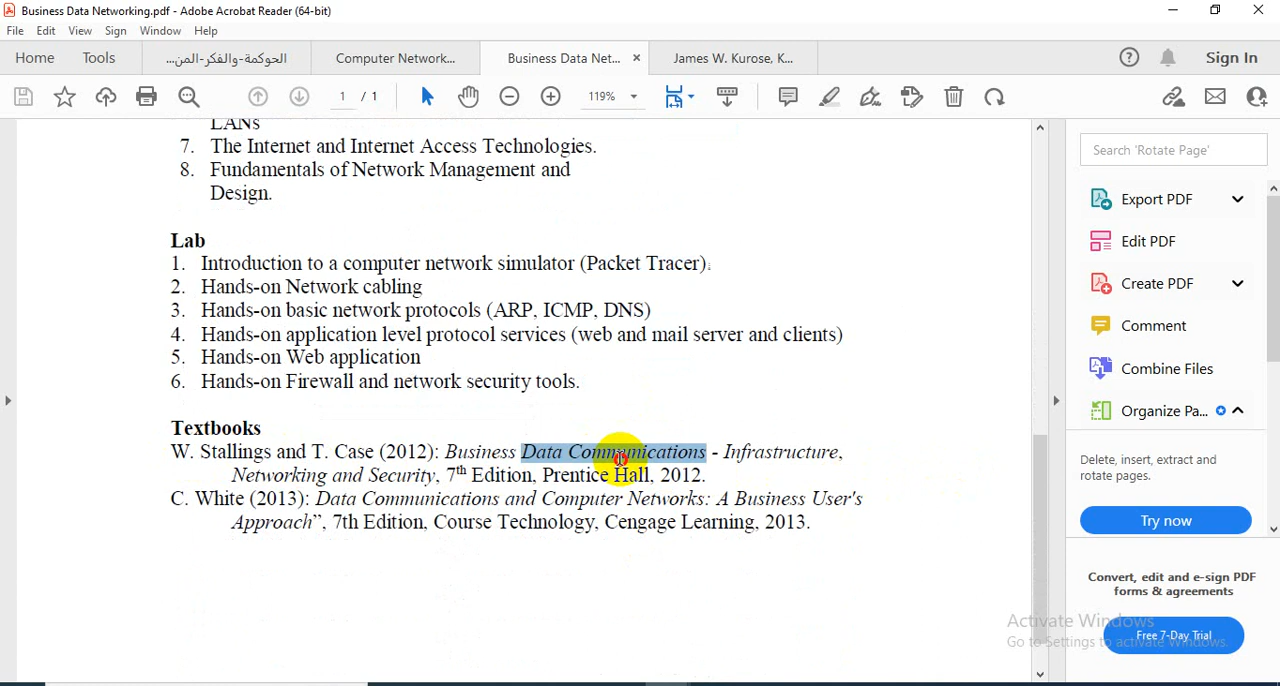 Business Data Networking.pdf - Adobe Acrobat Reader (64-bit)
File Edit View Sign Window Help
Home Tools الحوكمة-والفكر-المن... Computer Network... Business Data Net... × James W. Kurose, K... Sign In
1 / 1 119%
LANs
7. The Internet and Internet Access Technologies.
8. Fundamentals of Network Management and
Design.
Lab
1. Introduction to a computer network simulator (Packet Tracer).
2. Hands-on Network cabling
3. Hands-on basic network protocols (ARP, ICMP, DNS)
4. Hands-on application level protocol services (web and mail server and clients)
5. Hands-on Web application
6. Hands-on Firewall and network security tools.
Textbooks
W. Stallings and T. Case (2012): Business Data Communications - Infrastructure,
Networking and Security, 7th Edition, Prentice Hall, 2012.
C. White (2013): Data Communications and Computer Networks: A Business User's
Approach”, 7th Edition, Course Technology, Cengage Learning, 2013.
Search 'Rotate Page'
Export PDF
Edit PDF
Create PDF
Comment
Combine Files
Organize Pa...
Delete, insert, extract and
rotate pages.
Try now
Convert, edit and e-sign PDF
forms & agreements
Free 7-Day Trial
Activate Windows
Go to Settings to activate Windows.